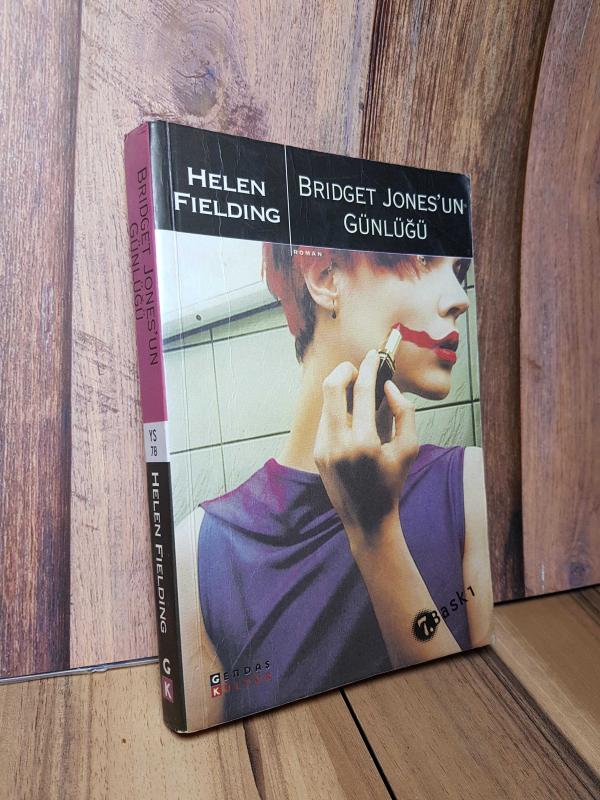 HELEN
FIELDING
BRIDGET JONES'UN
GÜNLÜĞÜ
ROMAN
7. Baskı
GENDAŞ
KÜLTÜR
BRIDGET JONES'UN
GÜNLÜĞÜ
YS
78
HELEN FIELDING
G
K